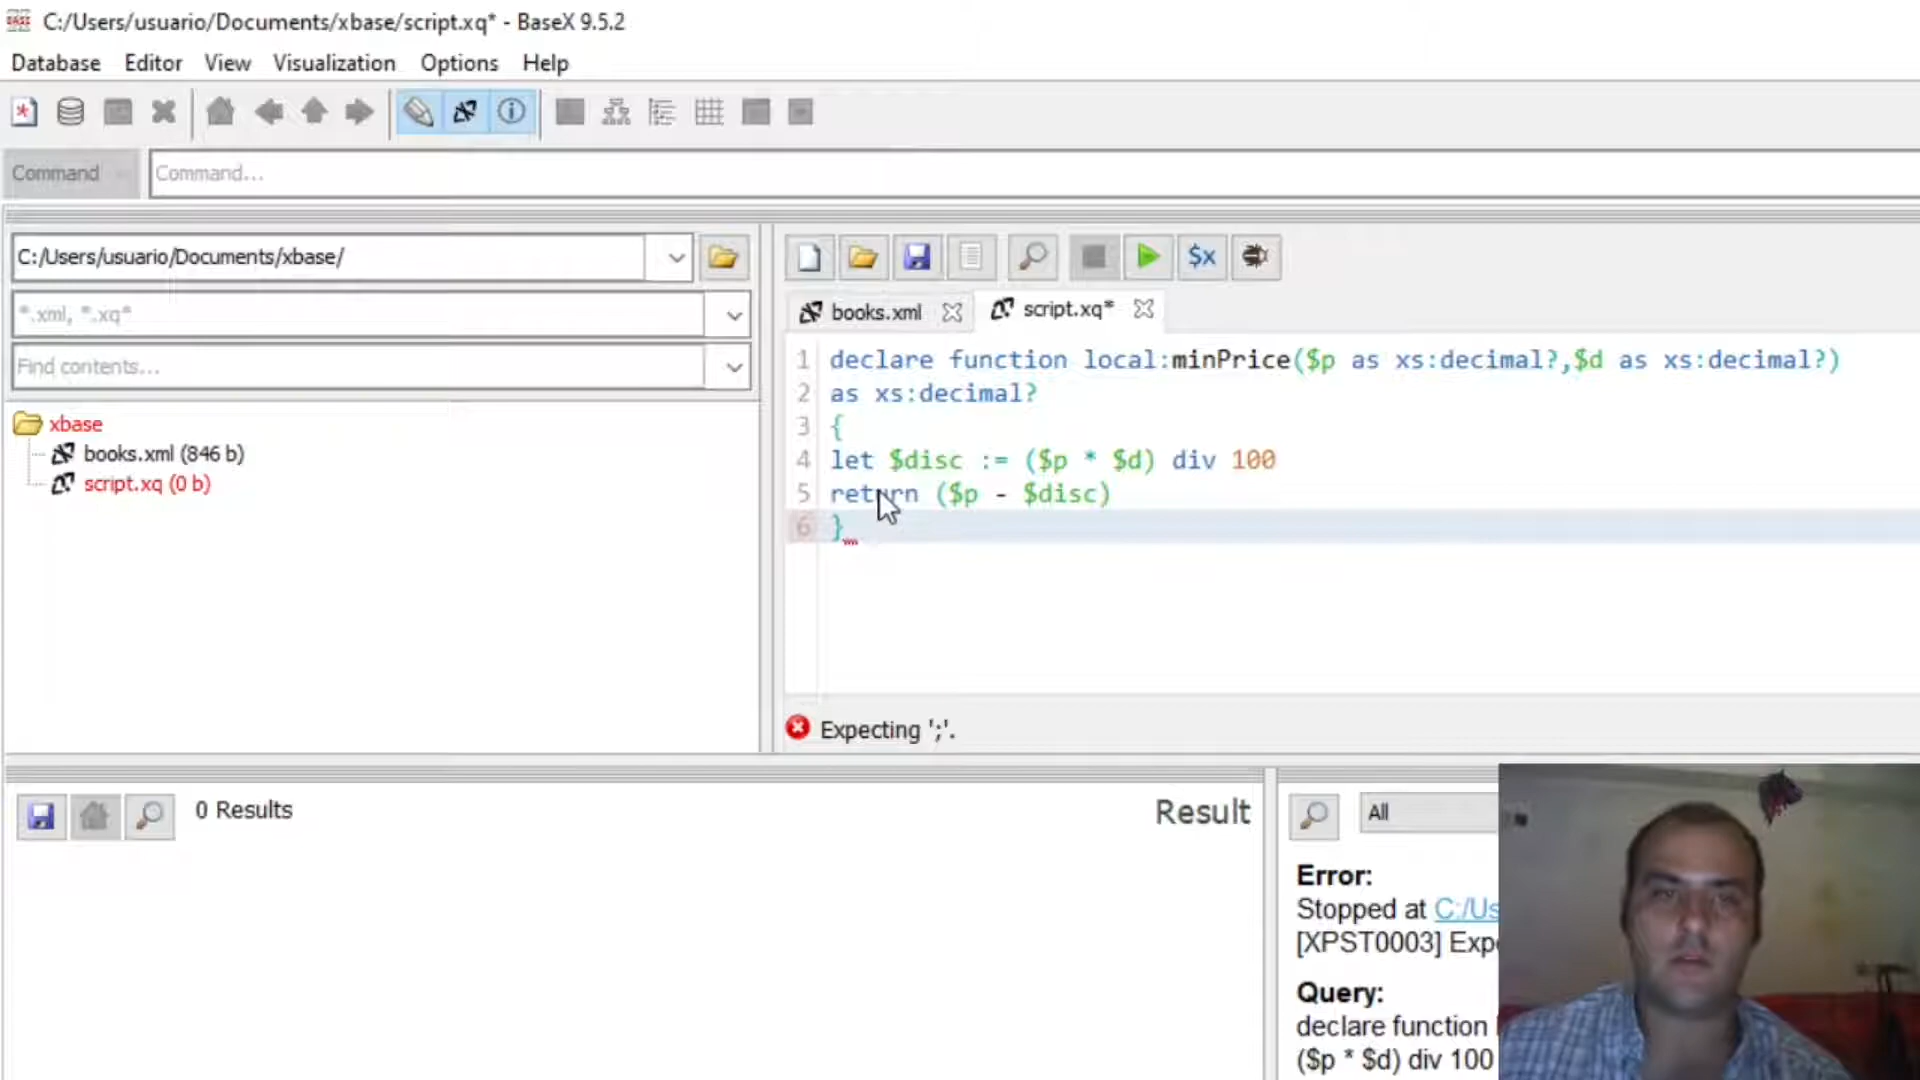 C:/Users/usuario/Documents/xbase/script.xq* - BaseX 9.5.2
Database Editor View Visualization Options Help
Command
Command...
C:/Users/usuario/Documents/xbase/
*.xml, *.xq*
Find contents...
xbase
books.xml (846 b)
script.xq (0 b)
$x
books.xml
script.xq*
1 declare function local:minPrice($p as xs:decimal?,$d as xs:decimal?)
2 as xs:decimal?
3 {
4 let $disc := ($p * $d) div 100
5 return ($p - $disc)
6 }
Expecting ';'.
0 Results
Result
All
Error:
Stopped at C:/Us
[XPST0003] Exp
Query:
declare function
($p * $d) div 100